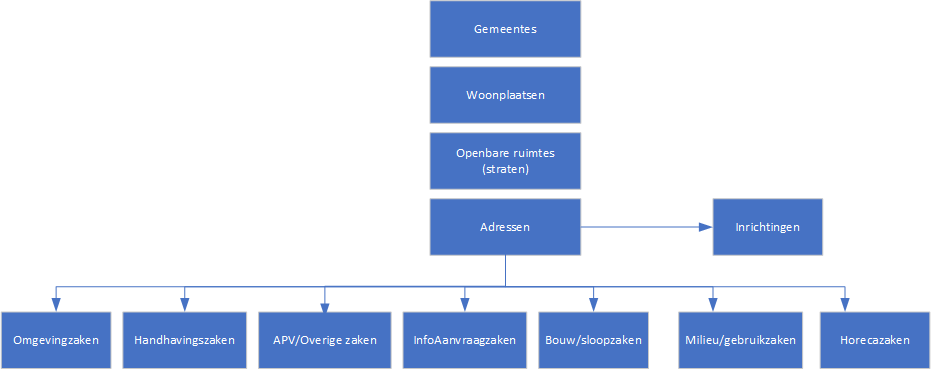 Gemeentes
Woonplaatsen
Openbare ruimtes
(straten)
Adressen
Inrichtingen
Omgevingzaken
Handhavingszaken
APV/Overige zaken
InfoAanvraagzaken
Bouw/sloopzaken
Milieu/gebruikzaken
Horecazaken